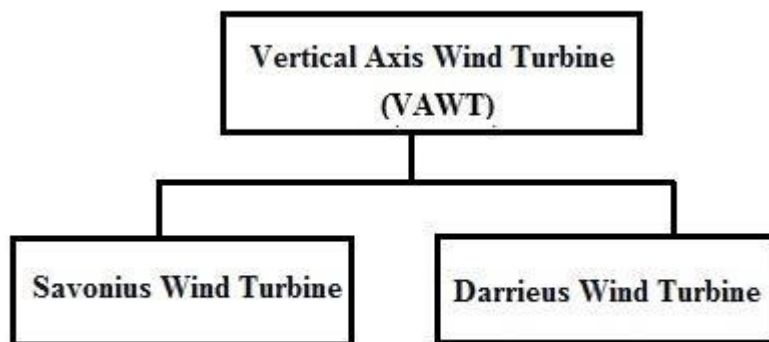 Vertical Axis Wind Turbine
(VAWT)
Savonius Wind Turbine
Darrieus Wind Turbine